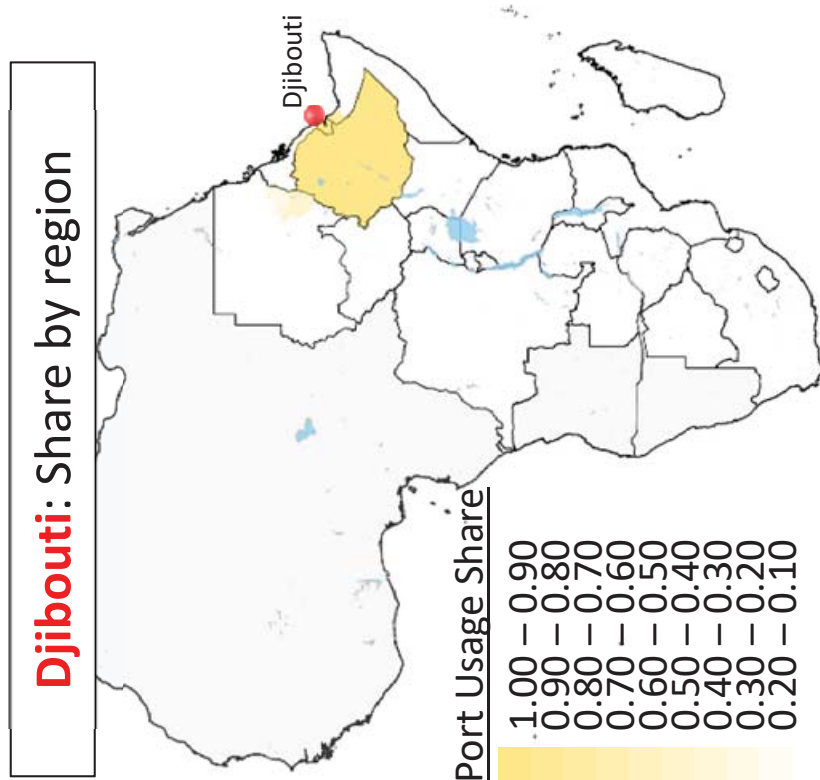 Djibouti: Share by region
Djibouti
Port Usage Share
1.00 – 0.90
0.90 – 0.80
0.80 – 0.70
0.70 – 0.60
0.60 – 0.50
0.50 – 0.40
0.40 – 0.30
0.30 – 0.20
0.20 – 0.10